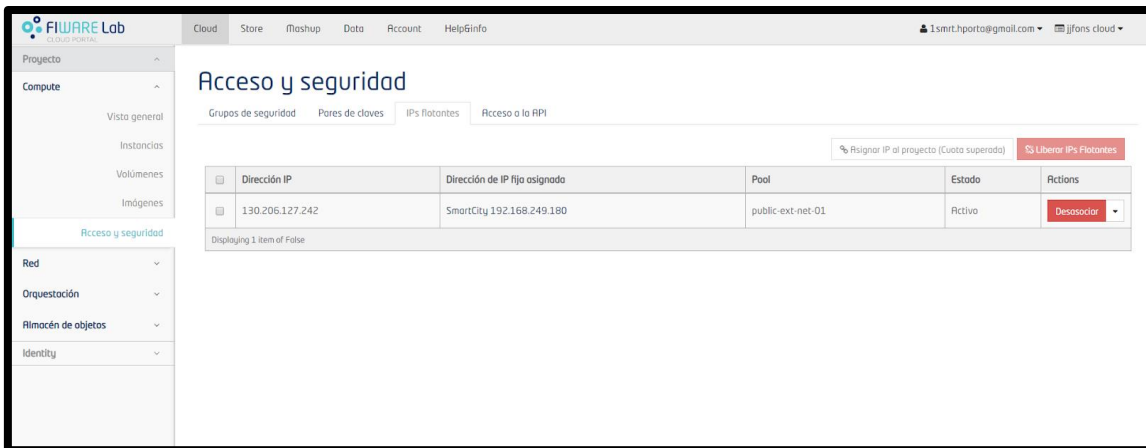 FIWARE Lab
CLOUD PORTAL
Cloud Store Mashup Data Account Help&info
1smrt.hporta@gmail.com jjfons cloud
Proyecto
Compute
Vista general
Instancias
Volúmenes
Imágenes
Acceso y seguridad
Red
Orquestación
Almacén de objetos
Identity
Acceso y seguridad
Grupos de seguridad Pares de claves IPs flotantes Acceso a la API
Asignar IP al proyecto (Cuota superada) Liberar IPs Flotantes
Dirección IP Dirección de IP fija asignada Pool Estado Actions
130.206.127.242 SmartCity 192.168.249.180 public-ext-net-01 Activo Desasociar
Displaying 1 item of False